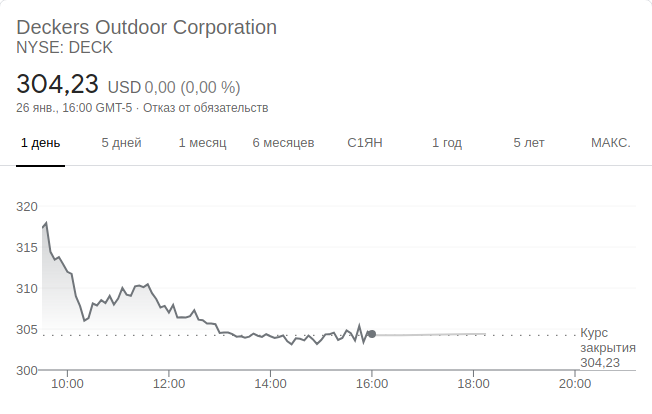 Deckers Outdoor Corporation
NYSE: DECK
304,23 USD 0,00 (0,00 %)
26 янв., 16:00 GMT-5 · Отказ от обязательств
1 день 5 дней 1 месяц 6 месяцев С1ЯН 1 год 5 лет МАКС.
320
315
310
305
300
Курс
закрытия
304,23
10:00 12:00 14:00 16:00 18:00 20:00